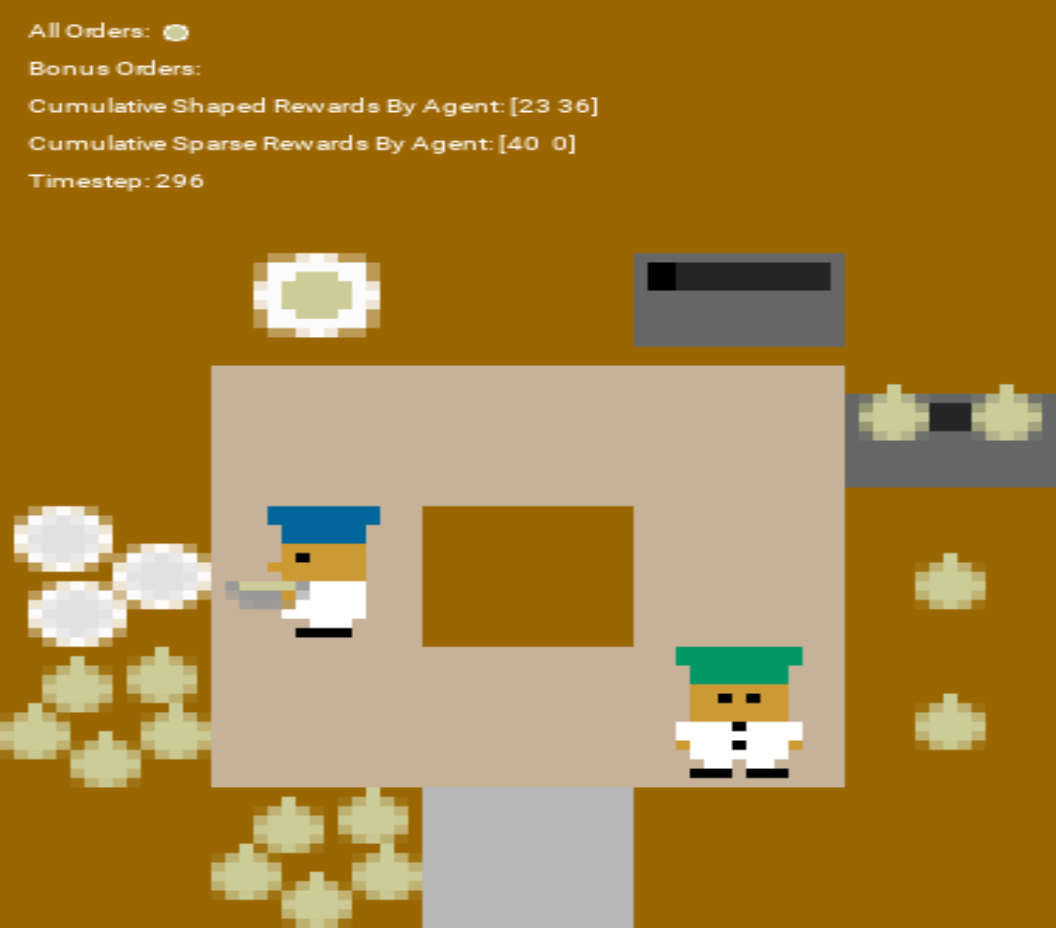 All Orders:
Bonus Orders:
Cumulative Shaped Rewards By Agent: [23 36]
Cumulative Sparse Rewards By Agent: [40  0]
Timestep: 296